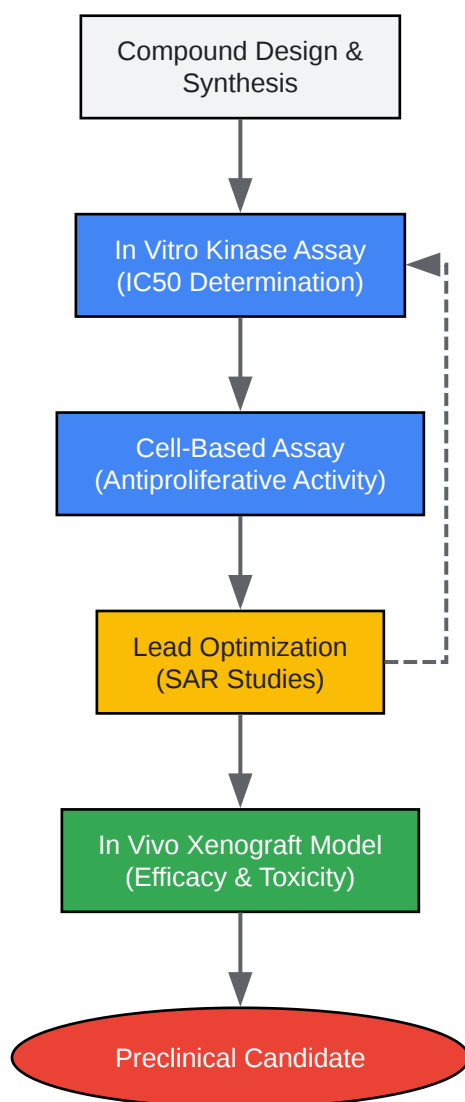 Compound Design &
Synthesis
In Vitro Kinase Assay
(IC50 Determination)
Cell-Based Assay
(Antiproliferative Activity)
Lead Optimization
(SAR Studies)
In Vivo Xenograft Model
(Efficacy & Toxicity)
Preclinical Candidate